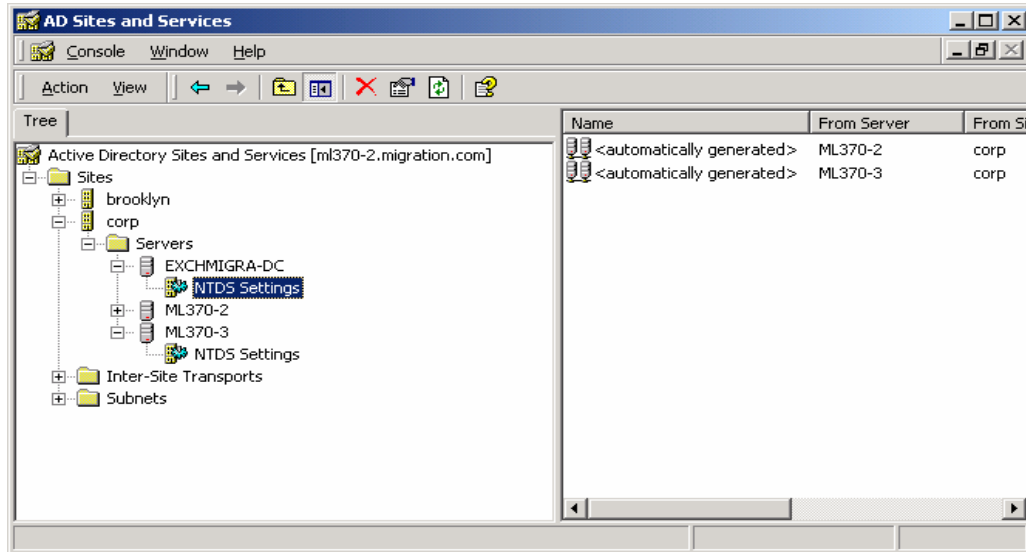 AD Sites and Services
Console Window Help
Action View
Tree
Active Directory Sites and Services [ml370-2.migration.com]
Sites
brooklyn
corp
Servers
EXCHMIGRA-DC
NTDS Settings
ML370-2
ML370-3
NTDS Settings
Inter-Site Transports
Subnets
Name From Server From Si
<automatically generated> ML370-2 corp
<automatically generated> ML370-3 corp